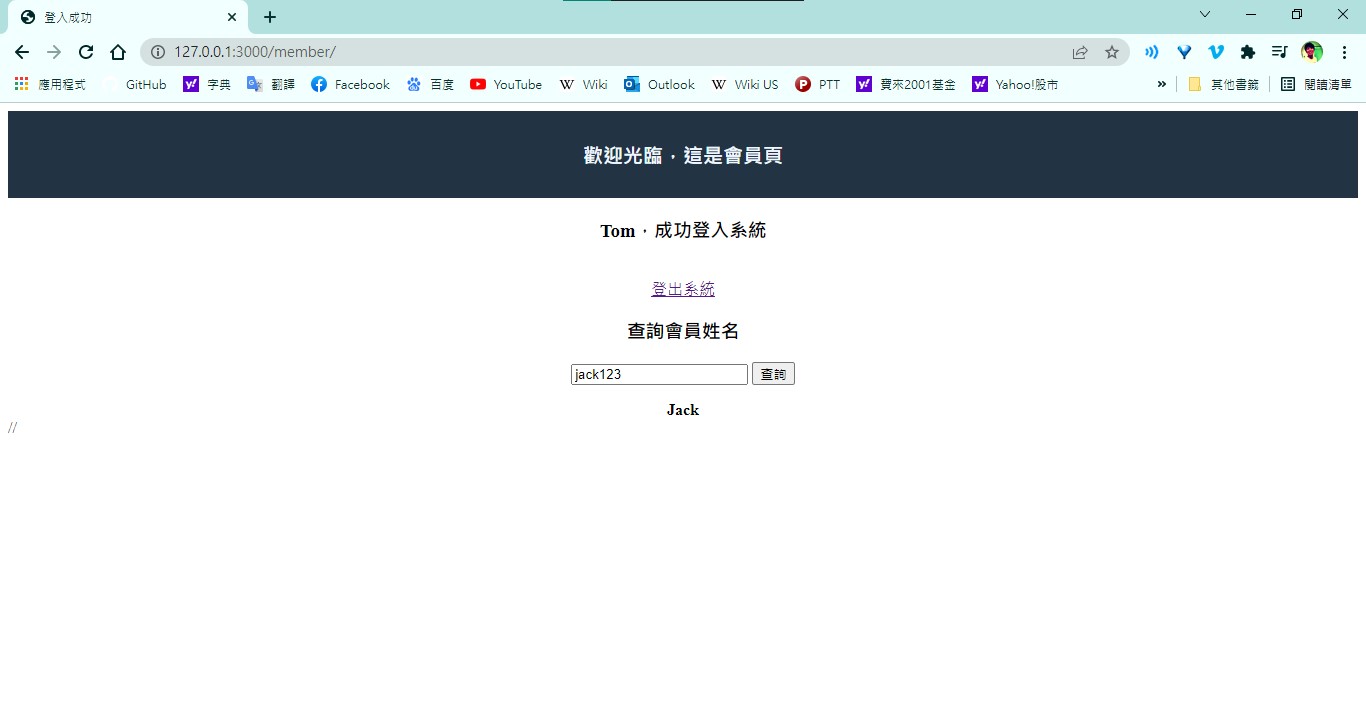 登入成功
127.0.0.1:3000/member/
應用程式 GitHub 字典 翻譯 Facebook 百度 YouTube Wiki Outlook Wiki US PTT 寶來2001基金 Yahoo!股市 » 其他書籤 閱讀清單
歡迎光臨，這是會員頁
Tom，成功登入系統
登出系統
查詢會員姓名
jack123 查詢
Jack
//